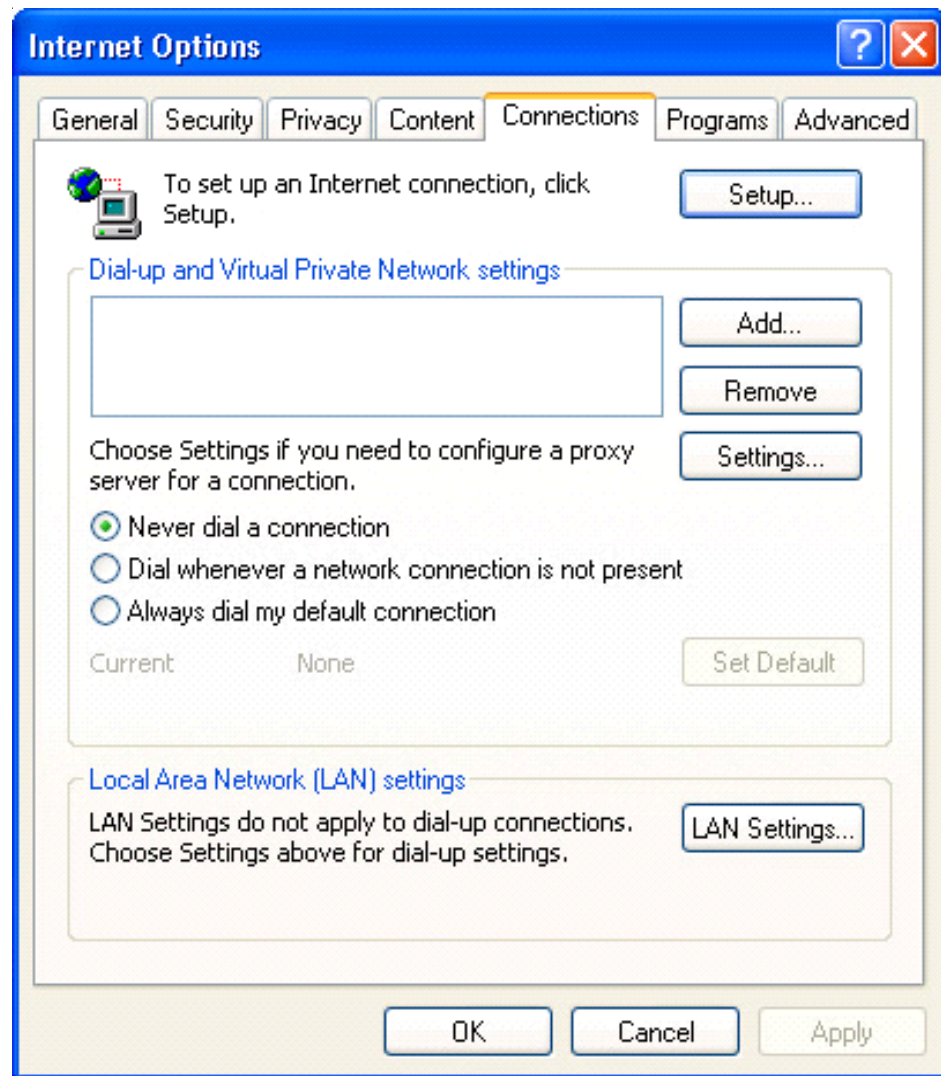 Internet Options
?
General Security Privacy Content Connections Programs Advanced
To set up an Internet connection, click
Setup.
Setup...
Dial-up and Virtual Private Network settings
Add...
Remove
Choose Settings if you need to configure a proxy
server for a connection.
Settings...
Never dial a connection
Dial whenever a network connection is not present
Always dial my default connection
Current None
Set Default
Local Area Network (LAN) settings
LAN Settings do not apply to dial-up connections.
Choose Settings above for dial-up settings.
LAN Settings...
OK Cancel Apply